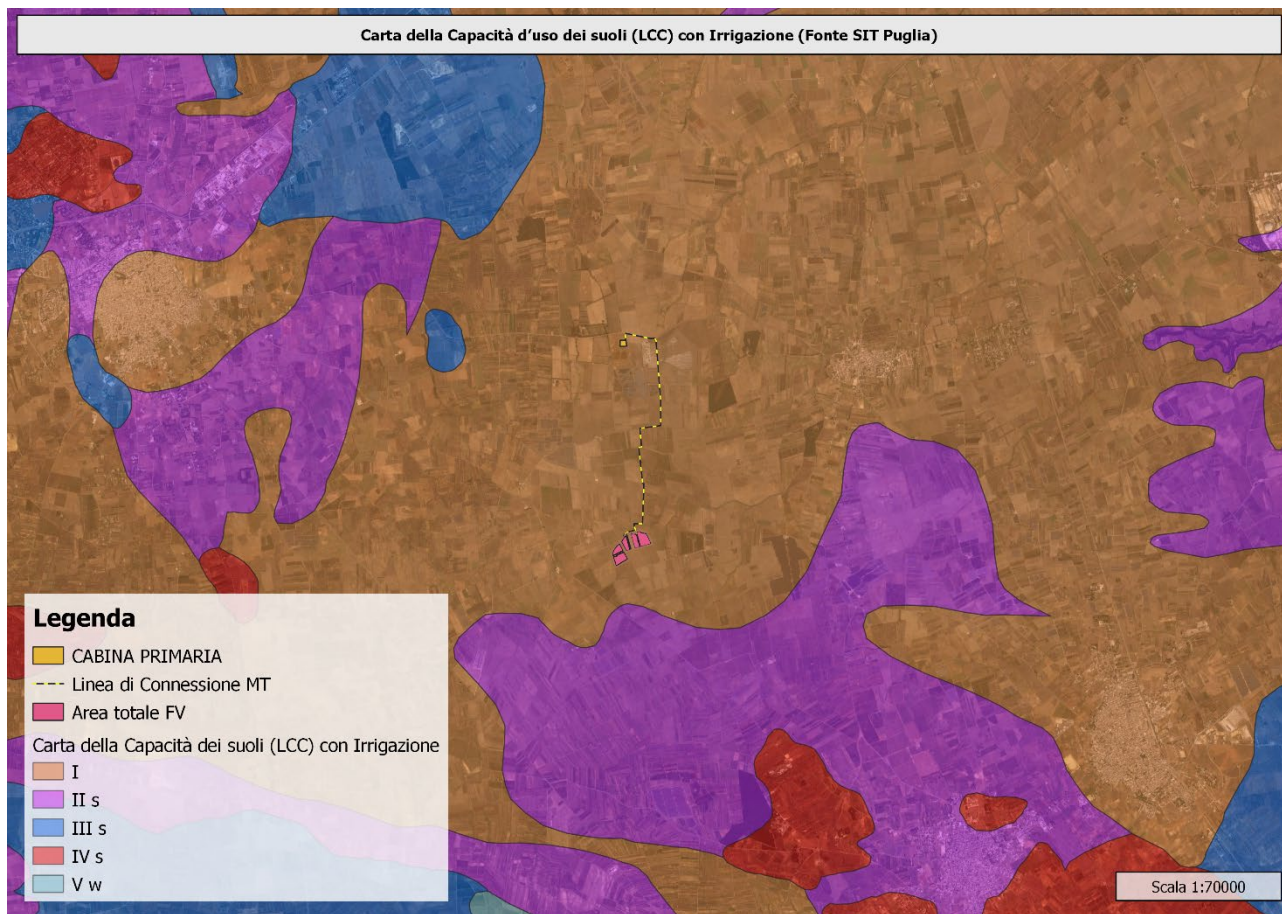 Carta della Capacità d'uso dei suoli (LCC) con Irrigazione (Fonte SIT Puglia)
Legenda
CABINA PRIMARIA
Linea di Connessione MT
Area totale FV
Carta della Capacità dei suoli (LCC) con Irrigazione
I
II s
III s
IV s
V w
Scala 1:70000